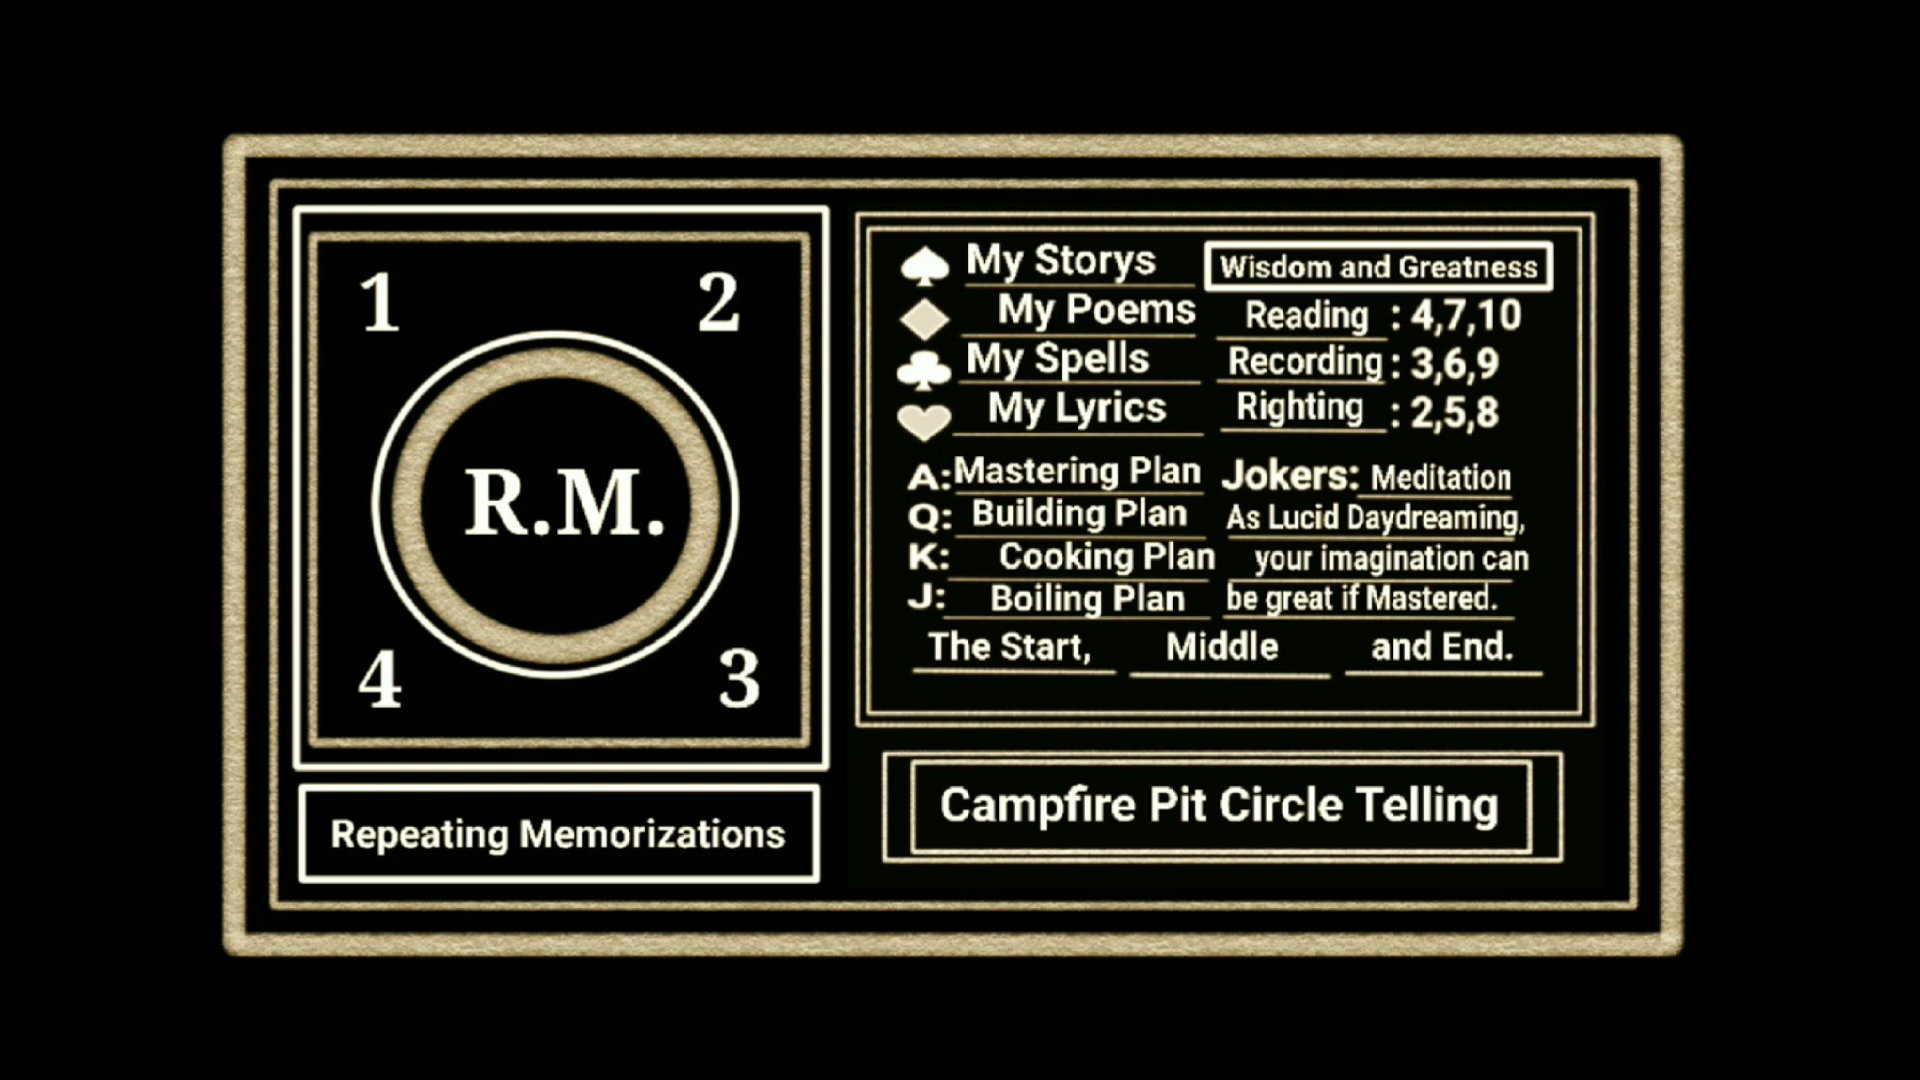 1 2
R.M.
4 3
Repeating Memorizations
♠ My Storys
♦ My Poems
♣ My Spells
♥ My Lyrics
Wisdom and Greatness
Reading : 4,7,10
Recording : 3,6,9
Righting : 2,5,8
A: Mastering Plan
Q: Building Plan
K: Cooking Plan
J: Boiling Plan
Jokers: Meditation
As Lucid Daydreaming,
your imagination can
be great if Mastered.
The Start, Middle and End.
Campfire Pit Circle Telling